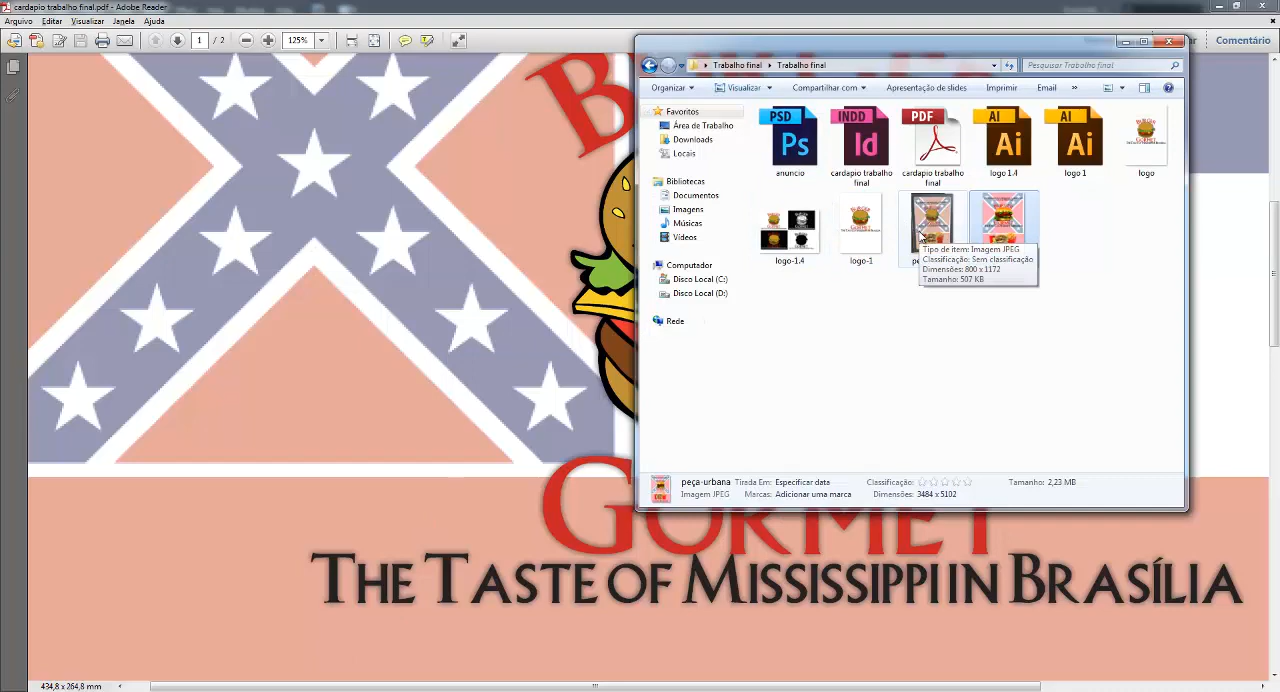 cardapio trabalho final.pdf - Adobe Reader
Arquivo Editar Visualizar Janela Ajuda
1 / 2 125% Comentário
Trabalho final Trabalho final Pesquisar Trabalho final
Organizar Visualizar Compartilhar com Apresentação de slides Imprimir Email »
Favoritos
Área de Trabalho
Downloads
Locais
Bibliotecas
Documentos
Imagens
Músicas
Vídeos
Computador
Disco Local (C:)
Disco Local (D:)
Rede
PSD INDD PDF AI AI
Ps Id Ai Ai
anuncio cardapio trabalho final cardapio trabalho final logo 1.4 logo 1 logo
logo-1.4 logo-1
Tipo de item: Imagem JPEG
Classificação: Sem classificação
Dimensões: 800 x 1172
Tamanho: 507 KB
peça-urbana Tirada Em: Especificar data Classificação: Tamanho: 2,23 MB
Imagem JPEG Marcas: Adicionar uma marca Dimensões: 3484 x 5102
GORMET
THE TASTE OF MISSISSIPPI IN BRASÍLIA
434,8 x 264,8 mm